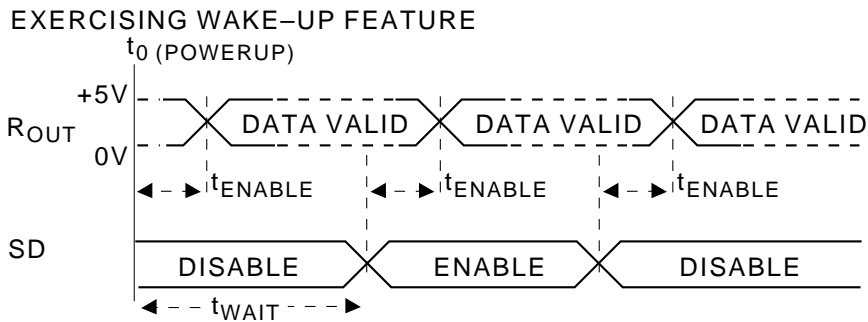 EXERCISING WAKE–UP FEATURE
t0 (POWERUP)
+5V
ROUT
DATA VALID DATA VALID DATA VALID
0V
tENABLE tENABLE tENABLE
SD
DISABLE ENABLE DISABLE
tWAIT